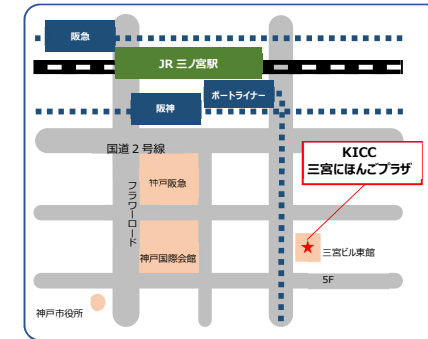 阪急
JR 三ノ宮駅
ポートライナー
阪神
国道２号線
KICC
三宮にほんごプラザ
神戸阪急
フラワーロード
神戸国際会館
三宮ビル東館
5F
神戸市役所